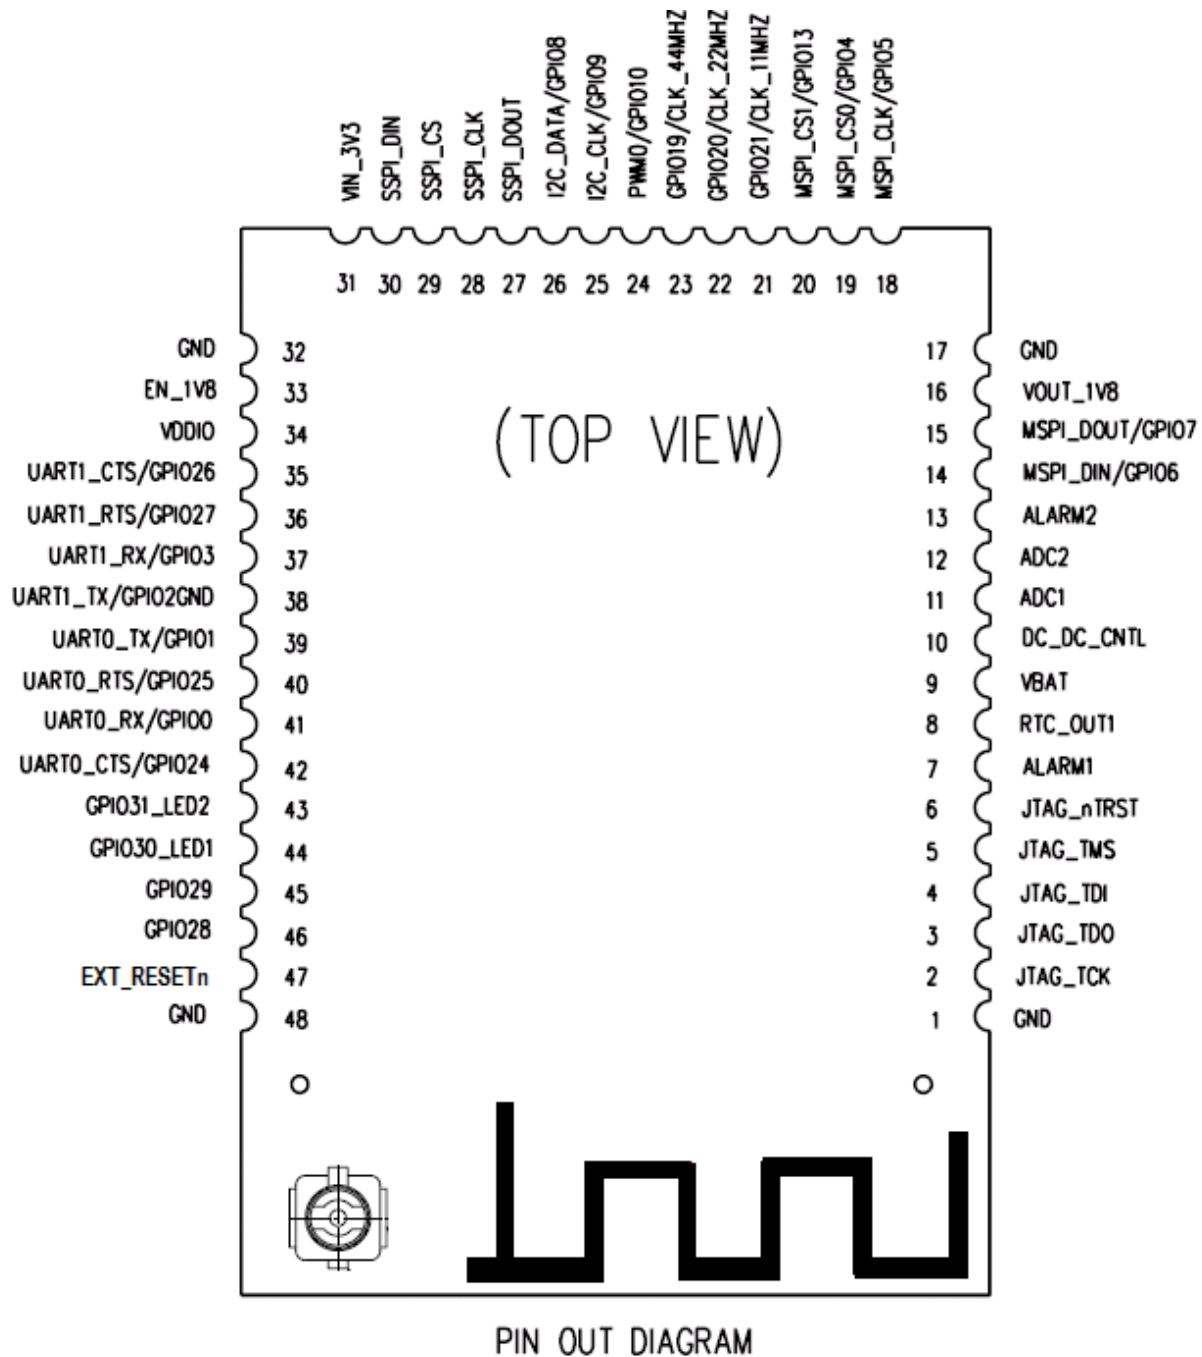 VIN_3V3
SSPI_DIN
SSPI_CS
SSPI_CLK
SSPI_DOUT
I2C_DATA/GPIO8
I2C_CLK/GPIO9
PWM0/GPIO10
GPIO19/CLK_44MHZ
GPIO20/CLK_22MHZ
GPIO21/CLK_11MHZ
MSPI_CS1/GPIO13
MSPI_CS0/GPIO4
MSPI_CLK/GPIO5
31 30 29 28 27 26 25 24 23 22 21 20 19 18
GND 32 17 GND
EN_1V8 33 16 VOUT_1V8
VDDIO 34 15 MSPI_DOUT/GPIO7
(TOP VIEW)
UART1_CTS/GPIO26 35 14 MSPI_DIN/GPIO6
UART1_RTS/GPIO27 36 13 ALARM2
UART1_RX/GPIO3 37 12 ADC2
UART1_TX/GPIO2GND 38 11 ADC1
UART0_TX/GPIO1 39 10 DC_DC_CNTL
UART0_RTS/GPIO25 40 9 VBAT
UART0_RX/GPIO0 41 8 RTC_OUT1
UART0_CTS/GPIO24 42 7 ALARM1
GPIO31_LED2 43 6 JTAG_nTRST
GPIO30_LED1 44 5 JTAG_TMS
GPIO29 45 4 JTAG_TDI
GPIO28 46 3 JTAG_TDO
EXT_RESETn 47 2 JTAG_TCK
GND 48 1 GND
PIN OUT DIAGRAM